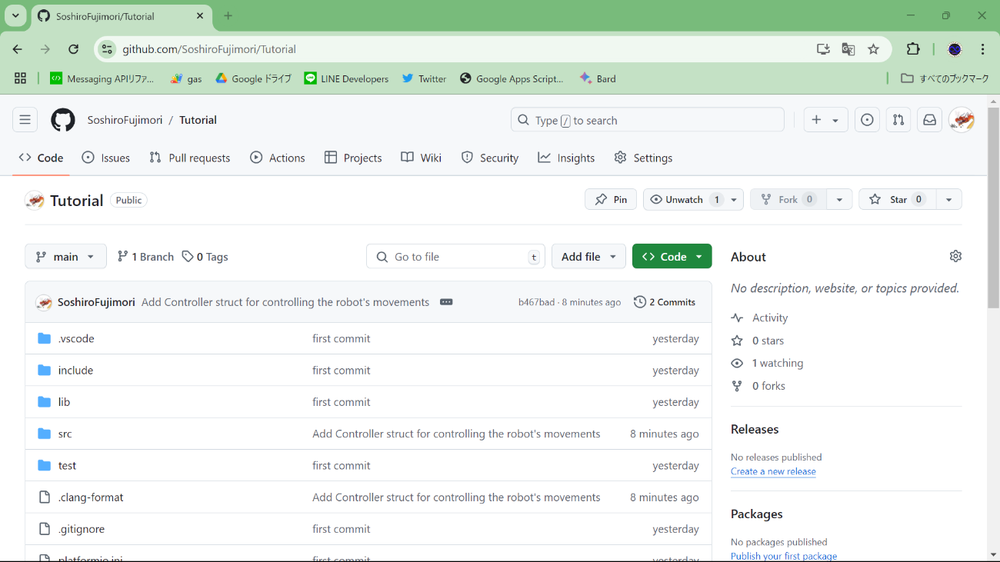 SoshiroFujimori/Tutorial
github.com/SoshiroFujimori/Tutorial
Messaging APIリファ... gas Google ドライブ LINE Developers Twitter Google Apps Script... Bard すべてのブックマーク
SoshiroFujimori / Tutorial Type / to search
Code Issues Pull requests Actions Projects Wiki Security Insights Settings
Tutorial Public Pin Unwatch 1 Fork 0 Star 0
main 1 Branch 0 Tags Go to file t Add file Code
SoshiroFujimori Add Controller struct for controlling the robot's movements b467bad · 8 minutes ago 2 Commits
.vscode first commit yesterday
include first commit yesterday
lib first commit yesterday
src Add Controller struct for controlling the robot's movements 8 minutes ago
test first commit yesterday
.clang-format Add Controller struct for controlling the robot's movements 8 minutes ago
.gitignore first commit yesterday
platformio.ini first commit yesterday
About
No description, website, or topics provided.
Activity
0 stars
1 watching
0 forks
Releases
No releases published
Create a new release
Packages
No packages published
Publish your first package